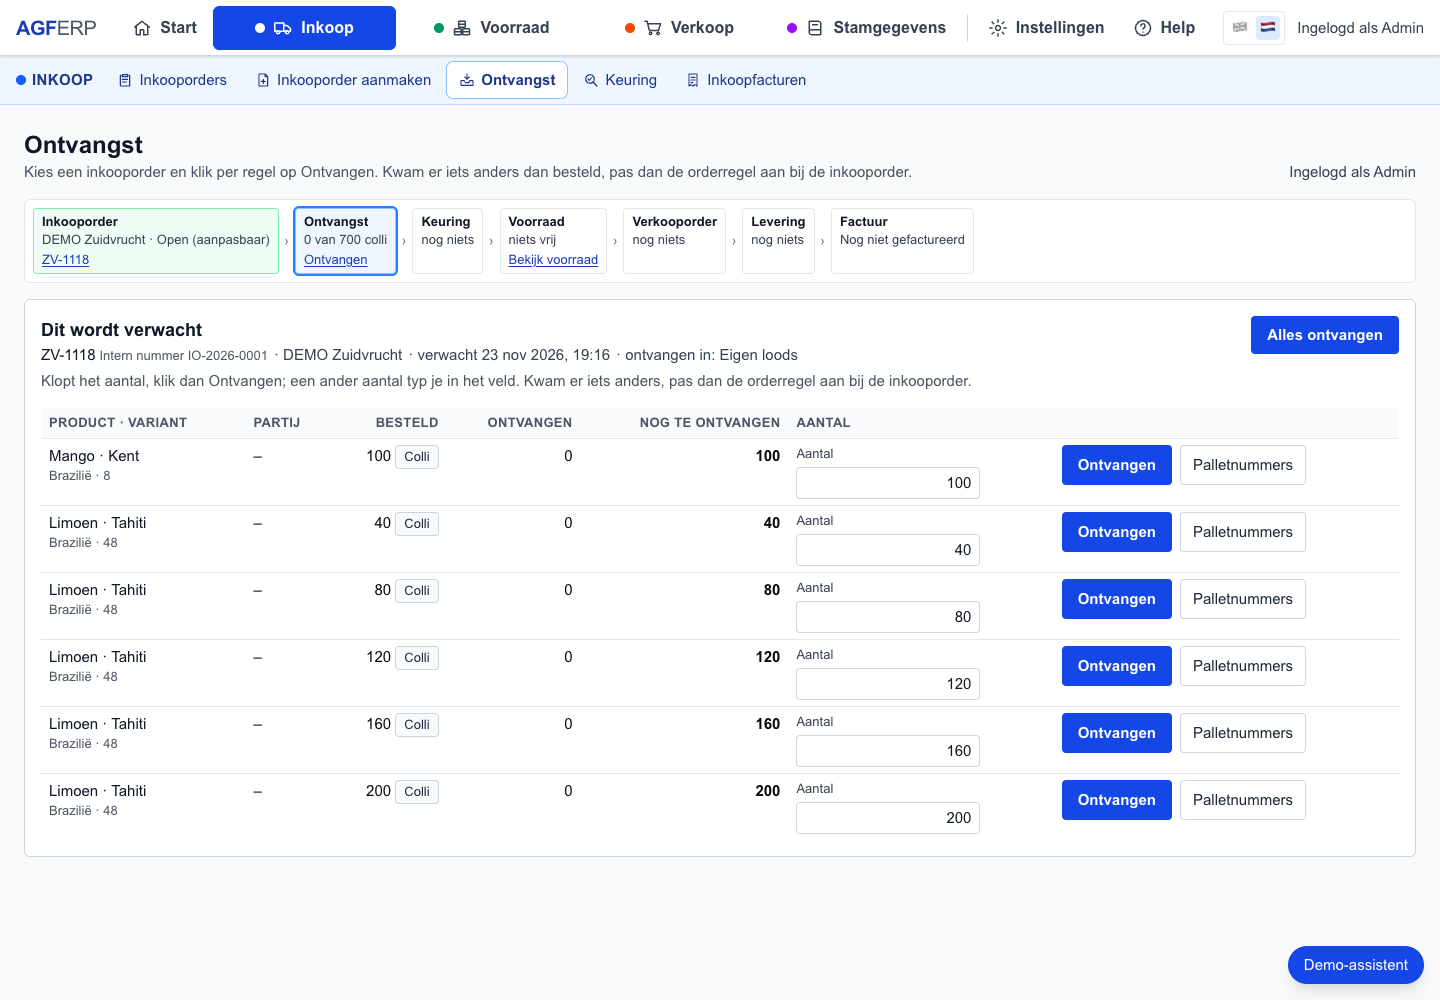 AGFERP Start Inkoop Voorraad Verkoop Stamgegevens Instellingen Help Ingelogd als Admin
INKOOP Inkooporders Inkooporder aanmaken Ontvangst Keuring Inkoopfacturen
Ontvangst
Kies een inkooporder en klik per regel op Ontvangen. Kwam er iets anders dan besteld, pas dan de orderregel aan bij de inkooporder. Ingelogd als Admin
Inkooporder
DEMO Zuidvrucht · Open (aanpasbaar)
ZV-1118
›
Ontvangst
0 van 700 colli
Ontvangen
›
Keuring
nog niets
›
Voorraad
niets vrij
Bekijk voorraad
›
Verkooporder
nog niets
›
Levering
nog niets
›
Factuur
Nog niet gefactureerd
Dit wordt verwacht
Alles ontvangen
ZV-1118 Intern nummer IO-2026-0001 · DEMO Zuidvrucht · verwacht 23 nov 2026, 19:16 · ontvangen in: Eigen loods
Klopt het aantal, klik dan Ontvangen; een ander aantal typ je in het veld. Kwam er iets anders, pas dan de orderregel aan bij de inkooporder.
PRODUCT · VARIANT PARTIJ BESTELD ONTVANGEN NOG TE ONTVANGEN AANTAL
Mango · Kent – 100 Colli 0 100 Aantal
Brazilië · 8 100 Ontvangen Palletnummers
Limoen · Tahiti – 40 Colli 0 40 Aantal
Brazilië · 48 40 Ontvangen Palletnummers
Limoen · Tahiti – 80 Colli 0 80 Aantal
Brazilië · 48 80 Ontvangen Palletnummers
Limoen · Tahiti – 120 Colli 0 120 Aantal
Brazilië · 48 120 Ontvangen Palletnummers
Limoen · Tahiti – 160 Colli 0 160 Aantal
Brazilië · 48 160 Ontvangen Palletnummers
Limoen · Tahiti – 200 Colli 0 200 Aantal
Brazilië · 48 200 Ontvangen Palletnummers
Demo-assistent